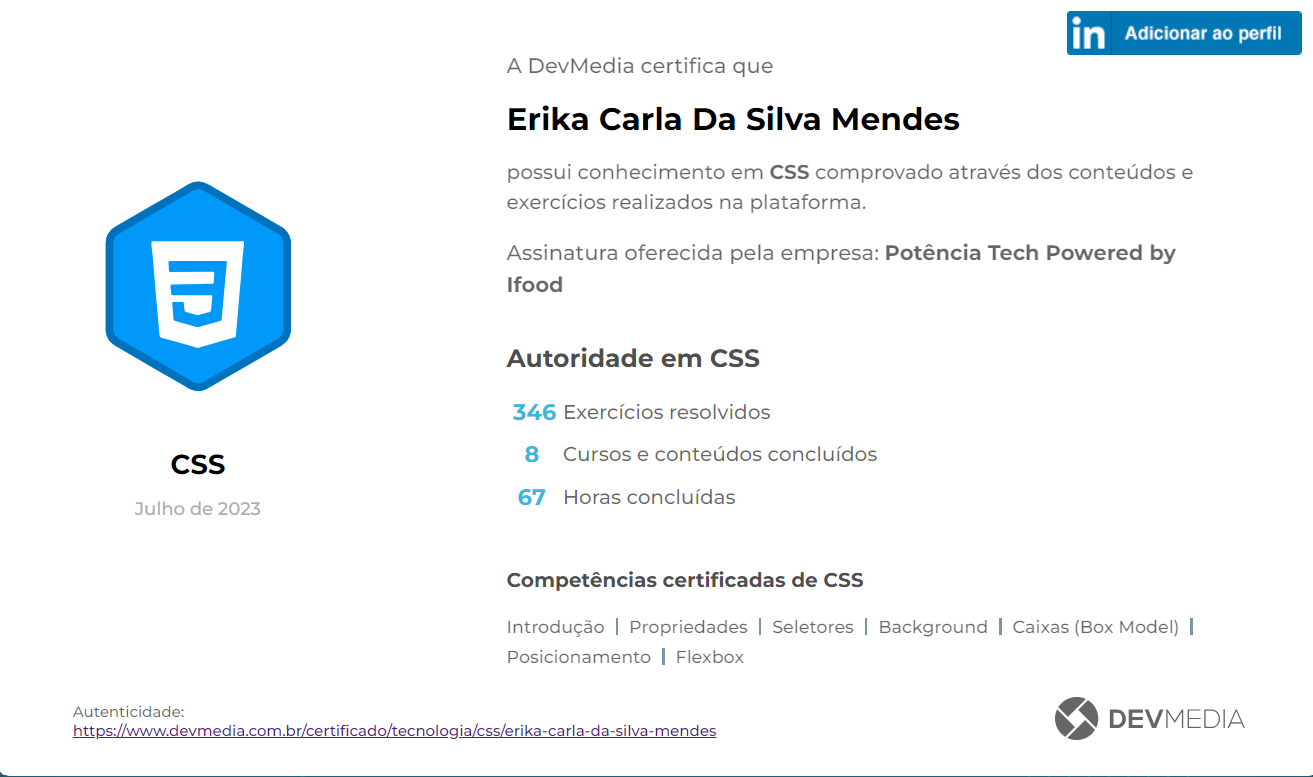 in Adicionar ao perfil
A DevMedia certifica que
Erika Carla Da Silva Mendes
possui conhecimento em CSS comprovado através dos conteúdos e
exercícios realizados na plataforma.
Assinatura oferecida pela empresa: Potência Tech Powered by
Ifood
CSS
Julho de 2023
Autoridade em CSS
346 Exercícios resolvidos
8 Cursos e conteúdos concluídos
67 Horas concluídas
Competências certificadas de CSS
Introdução | Propriedades | Seletores | Background | Caixas (Box Model) |
Posicionamento | Flexbox
Autenticidade:
https://www.devmedia.com.br/certificado/tecnologia/css/erika-carla-da-silva-mendes
DEVMEDIA